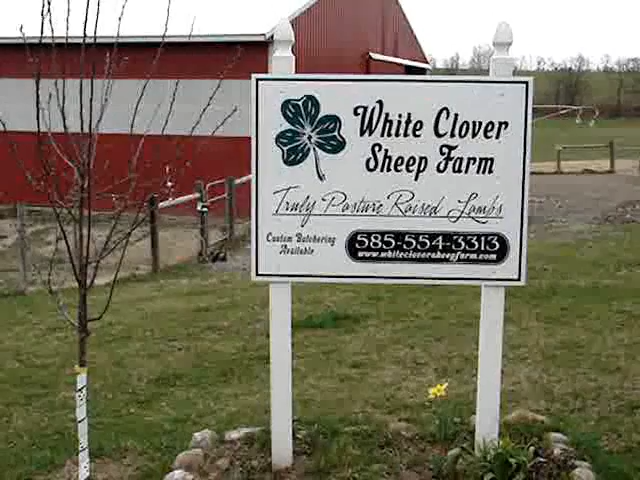 White Clover
Sheep Farm
Truly Pasture Raised Lambs
Custom Butchering
Available
585-554-3313
www.whitecloversheepfarm.com